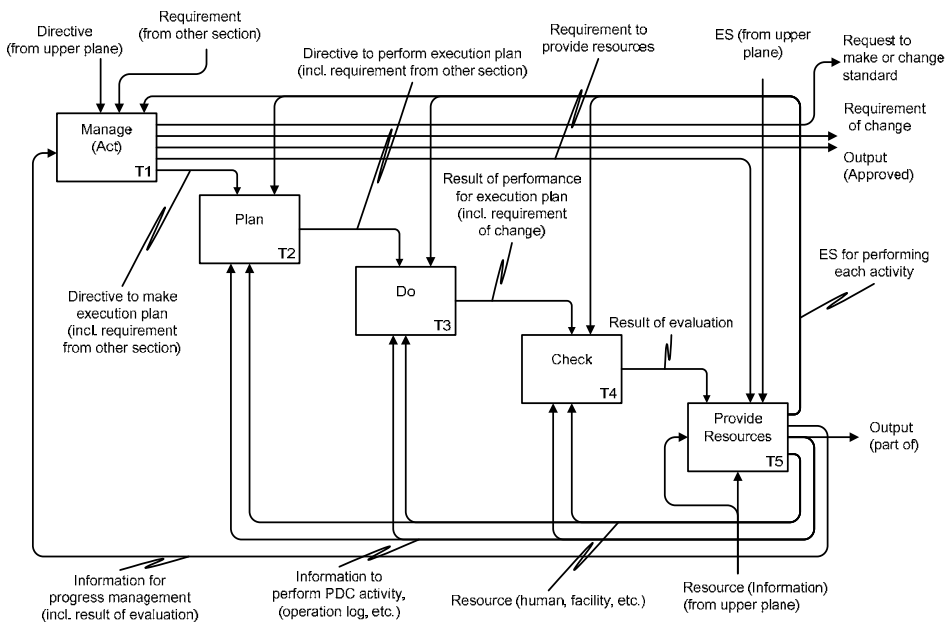 Directive
(from upper plane)
Requirement
(from other section)
Directive to perform execution plan
(incl. requirement from other section)
Requirement to
provide resources
ES (from upper
plane)
Request to
make or change
standard
Requirement
of change
Output
(Approved)
Manage
(Act)
T1
Plan
T2
Result of performance
for execution plan
(incl. requirement
of change)
ES for performing
each activity
Directive to make
execution plan
(incl. requirement
from other section)
Do
T3
Result of evaluation
Check
T4
Provide
Resources
T5
Output
(part of)
Information for
progress management
(incl. result of evaluation)
Information to
perform PDC activity,
(operation log, etc.)
Resource (human, facility, etc.)
Resource (Information)
(from upper plane)